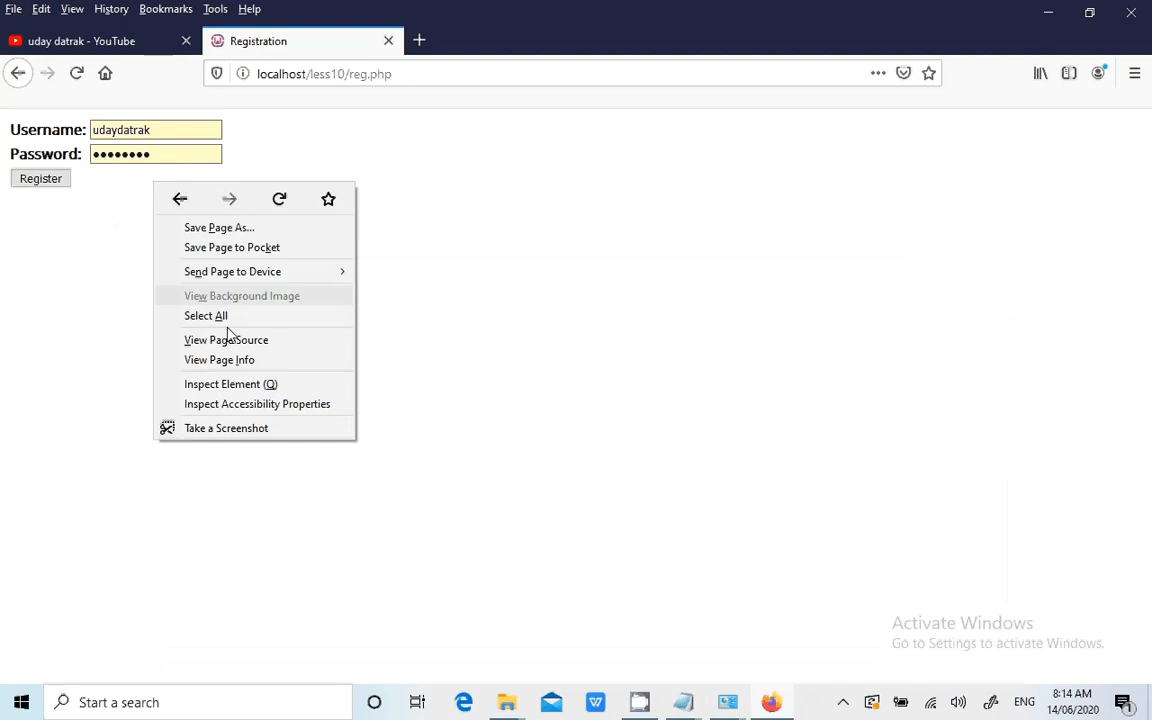 File Edit View History Bookmarks Tools Help
uday datrak - YouTube
Registration
localhost/less10/reg.php
Username: udaydatrak
Password: ●●●●●●●●
Register
Save Page As...
Save Page to Pocket
Send Page to Device
View Background Image
Select All
View Page Source
View Page Info
Inspect Element (Q)
Inspect Accessibility Properties
Take a Screenshot
Activate Windows
Go to Settings to activate Windows.
Start a search
ENG
8:14 AM
14/06/2020
1